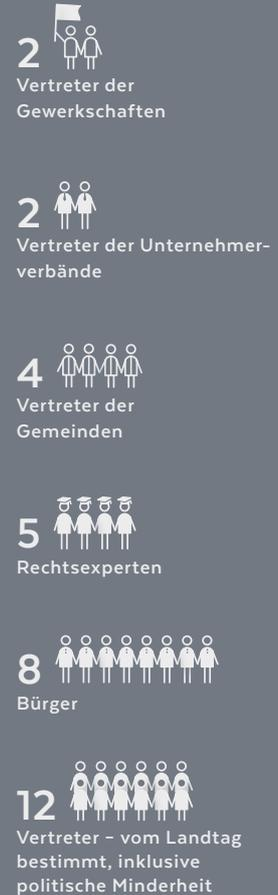 2
Vertreter der
Gewerkschaften
2
Vertreter der Unternehmer-
verbände
4
Vertreter der
Gemeinden
5
Rechtsexperten
8
Bürger
12
Vertreter – vom Landtag
bestimmt, inklusive
politische Minderheit